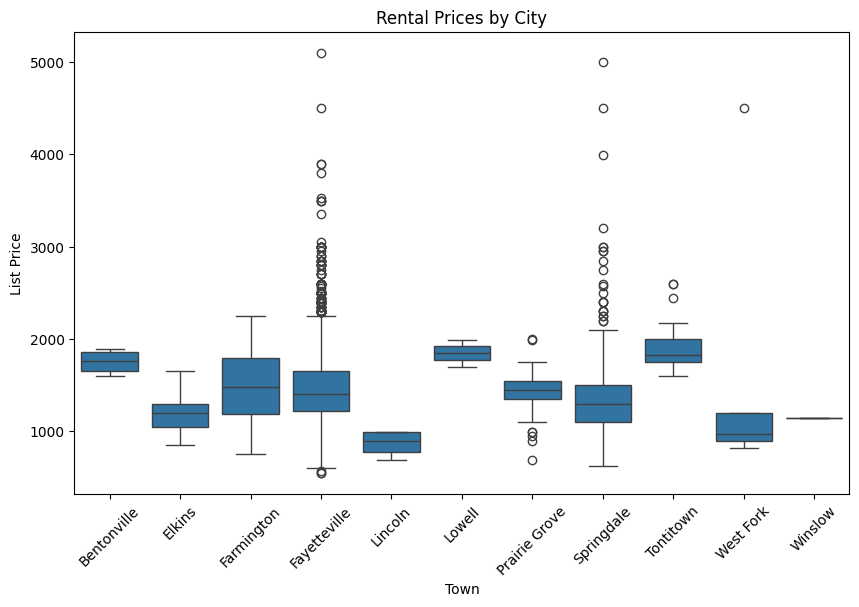 Rental Prices by City
List Price
5000
4000
3000
2000
1000
Bentonville
Elkins
Farmington
Fayetteville
Lincoln
Lowell
Prairie Grove
Springdale
Tontitown
West Fork
Winslow
Town